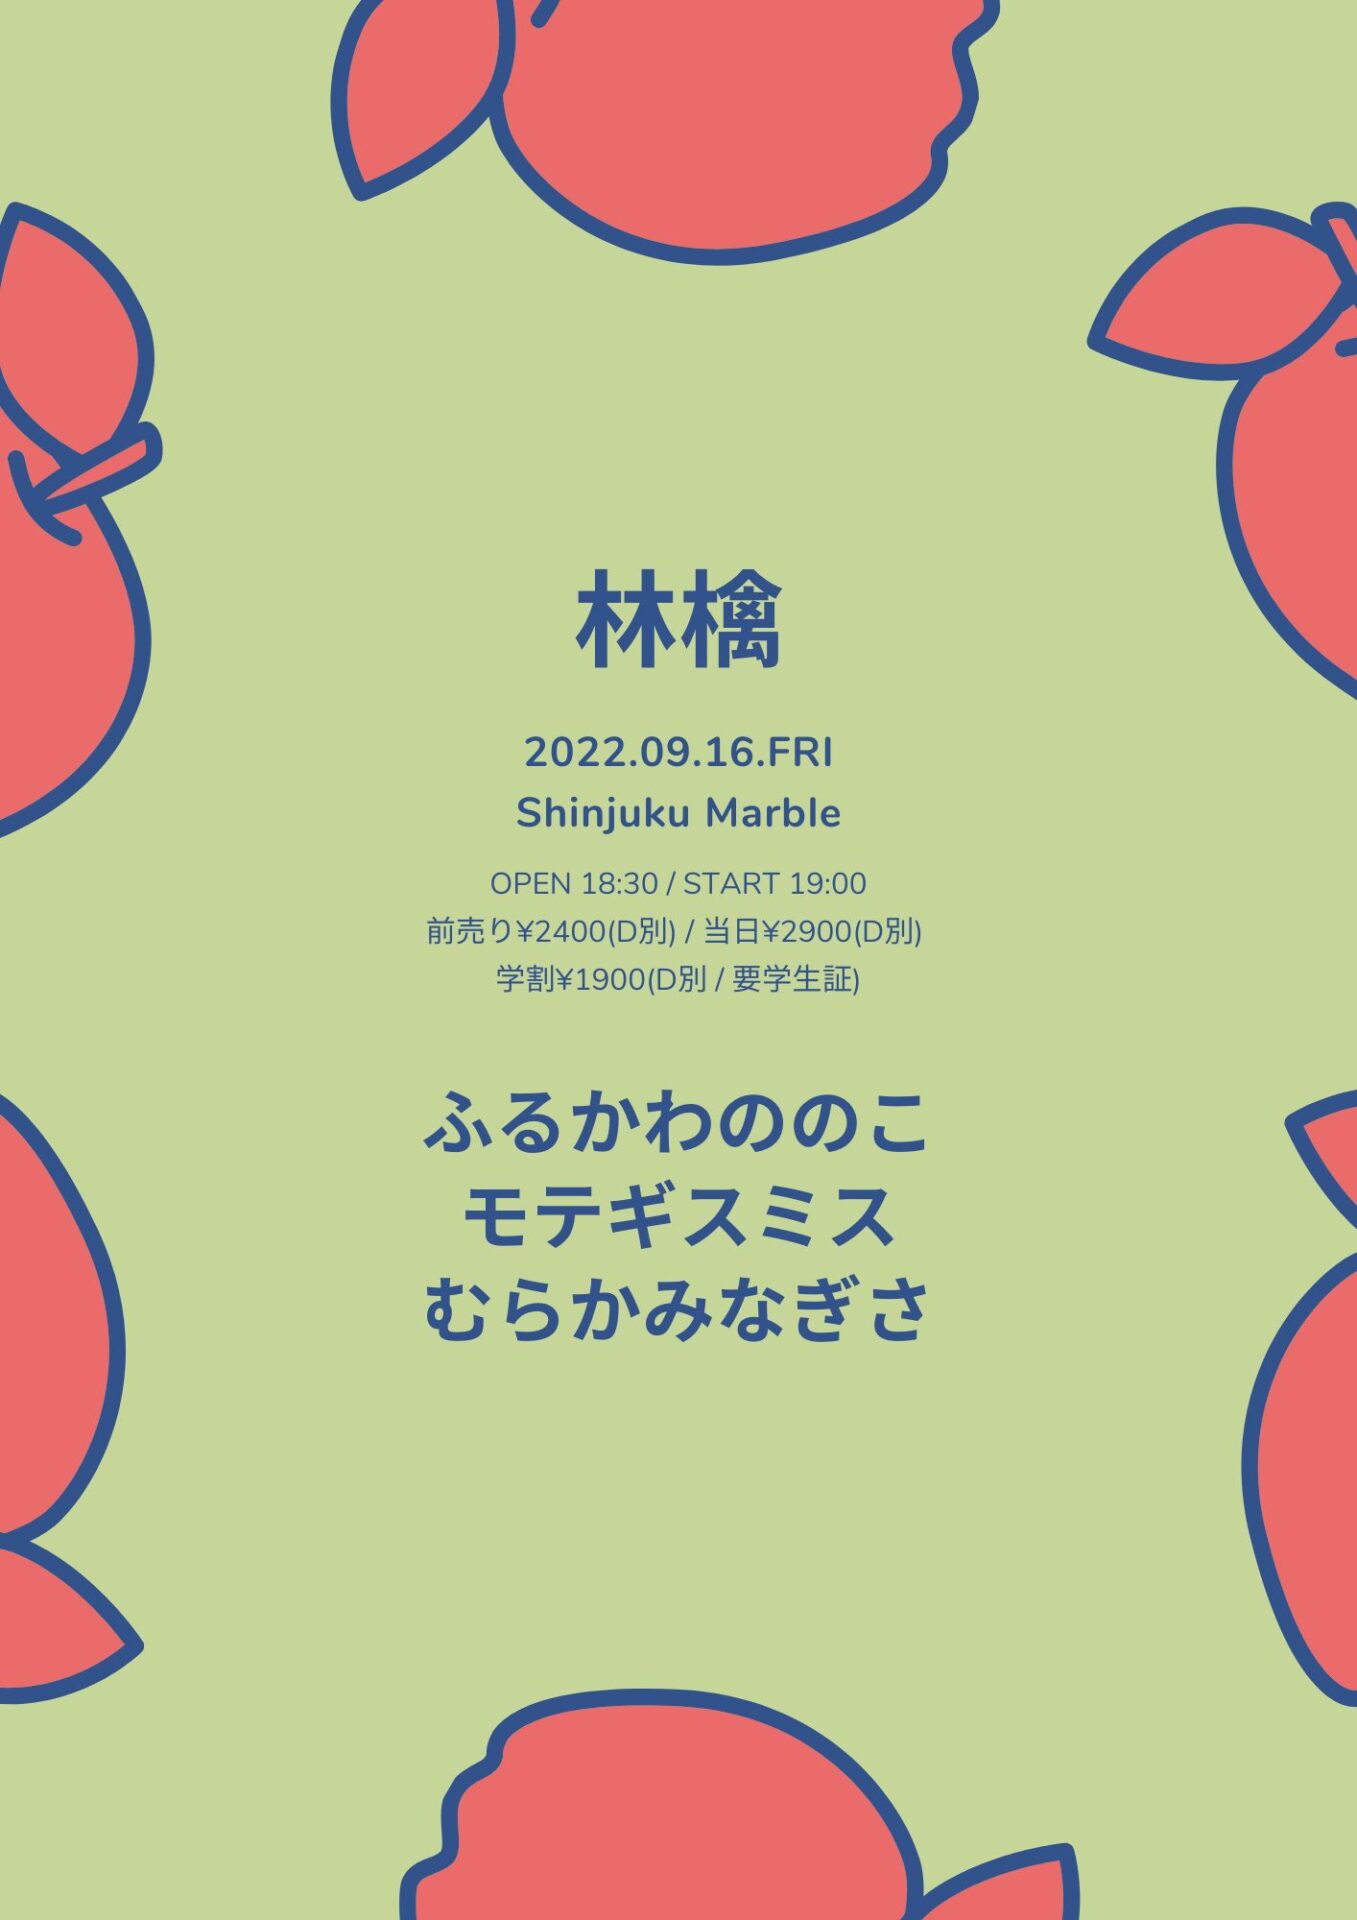 林檎
2022.09.16.FRI
Shinjuku Marble
OPEN 18:30 / START 19:00
前売り¥2400(D別) / 当日¥2900(D別)
学割¥1900(D別 / 要学生証)
ふるかわののこ
モテギスミス
むらかみなぎさ